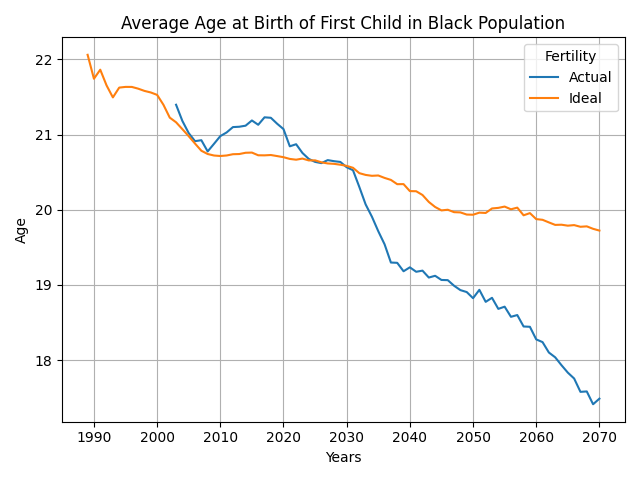 Average Age at Birth of First Child in Black Population
Fertility
Actual
Ideal
Age
22
21
20
19
18
1990 2000 2010 2020 2030 2040 2050 2060 2070
Years